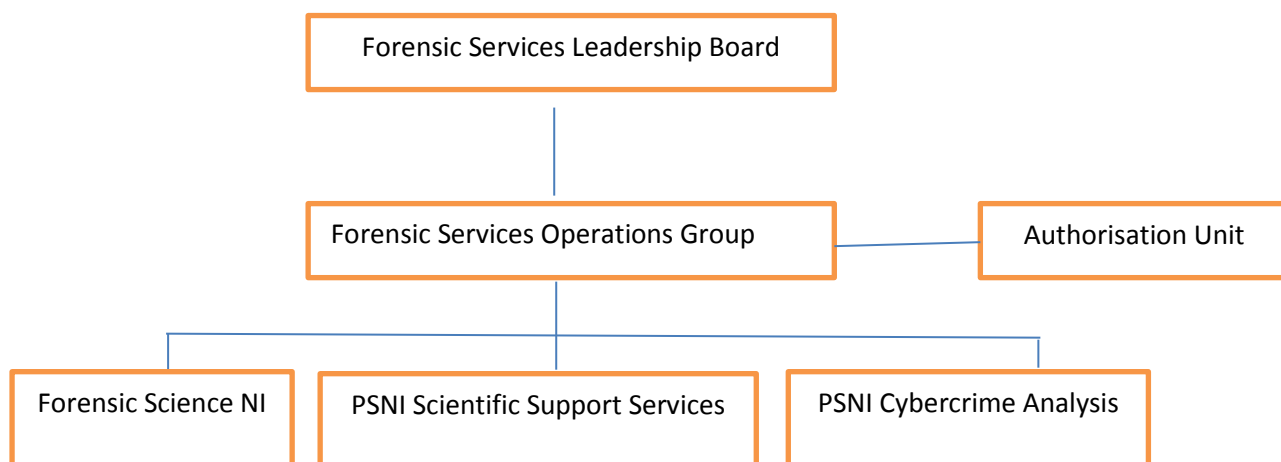 Forensic Services Leadership Board
Forensic Services Operations Group
Authorisation Unit
Forensic Science NI
PSNI Scientific Support Services
PSNI Cybercrime Analysis